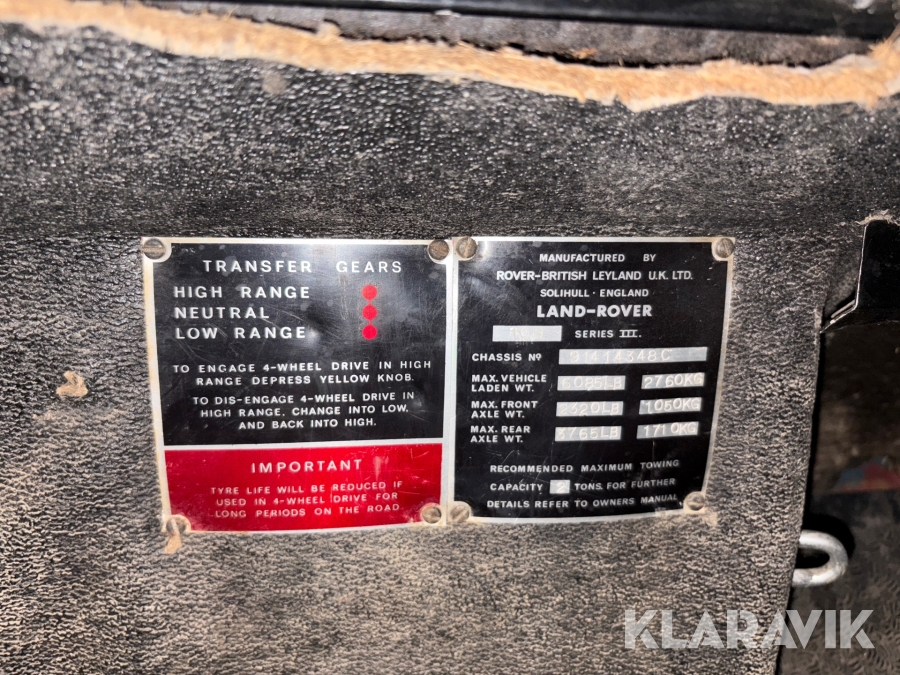 TRANSFER GEARS
HIGH RANGE
NEUTRAL
LOW RANGE
TO ENGAGE 4-WHEEL DRIVE IN HIGH
RANGE DEPRESS YELLOW KNOB.
TO DIS-ENGAGE 4-WHEEL DRIVE IN
HIGH RANGE, CHANGE INTO LOW,
AND BACK INTO HIGH.
IMPORTANT
TYRE LIFE WILL BE REDUCED IF
USED IN 4-WHEEL DRIVE FOR
LONG PERIODS ON THE ROAD
MANUFACTURED BY
ROVER-BRITISH LEYLAND U.K. LTD.
SOLIHULL · ENGLAND
LAND-ROVER
SERIES III.
CHASSIS Nº 91414348C
MAX. VEHICLE LADEN WT. 6085LB 2760KG
MAX. FRONT AXLE WT. 2320LB 1050KG
MAX. REAR AXLE WT. 3765LB 1710KG
RECOMMENDED MAXIMUM TOWING
CAPACITY 2 TONS. FOR FURTHER
DETAILS REFER TO OWNERS MANUAL
KLARAVIK